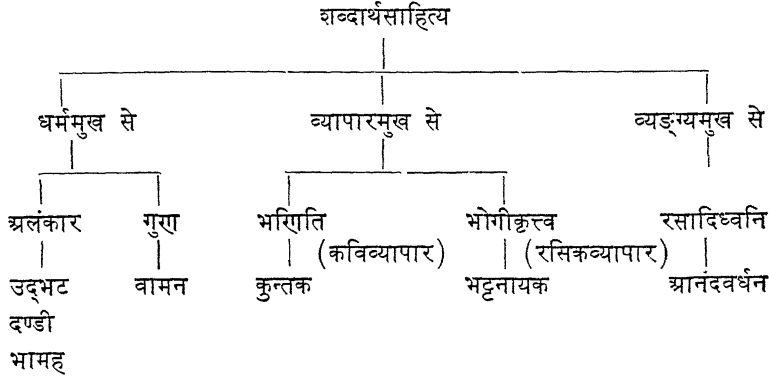 शब्दार्थसाहित्य
धर्ममुख से व्यापारमुख से व्यङ्ग्यमुख से
अलंकार गुण भणिति भोगीकृत्त्व रसादिध्वनि
(कविव्यापार) (रसिकव्यापार)
उद्भट वामन कुन्तक भट्टनायक आनंदवर्धन
दण्डी
भामह